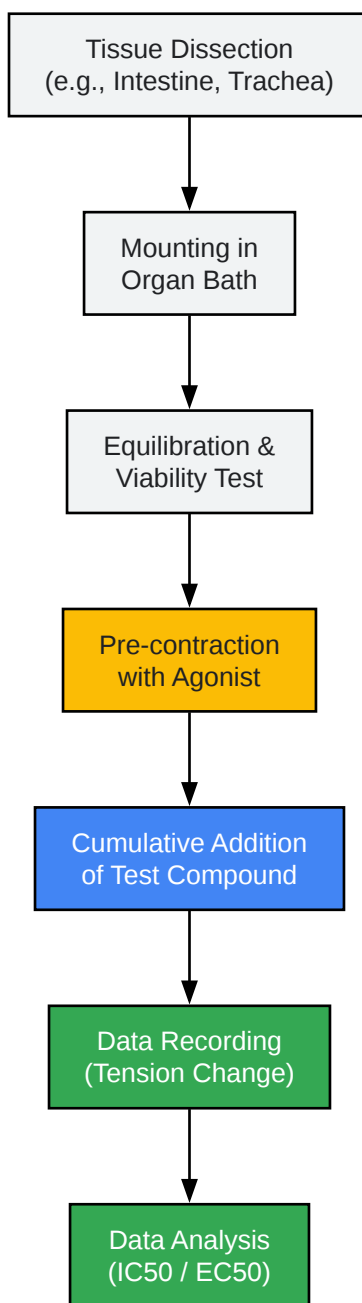 Tissue Dissection
(e.g., Intestine, Trachea)
Mounting in
Organ Bath
Equilibration &
Viability Test
Pre-contraction
with Agonist
Cumulative Addition
of Test Compound
Data Recording
(Tension Change)
Data Analysis
(IC50 / EC50)